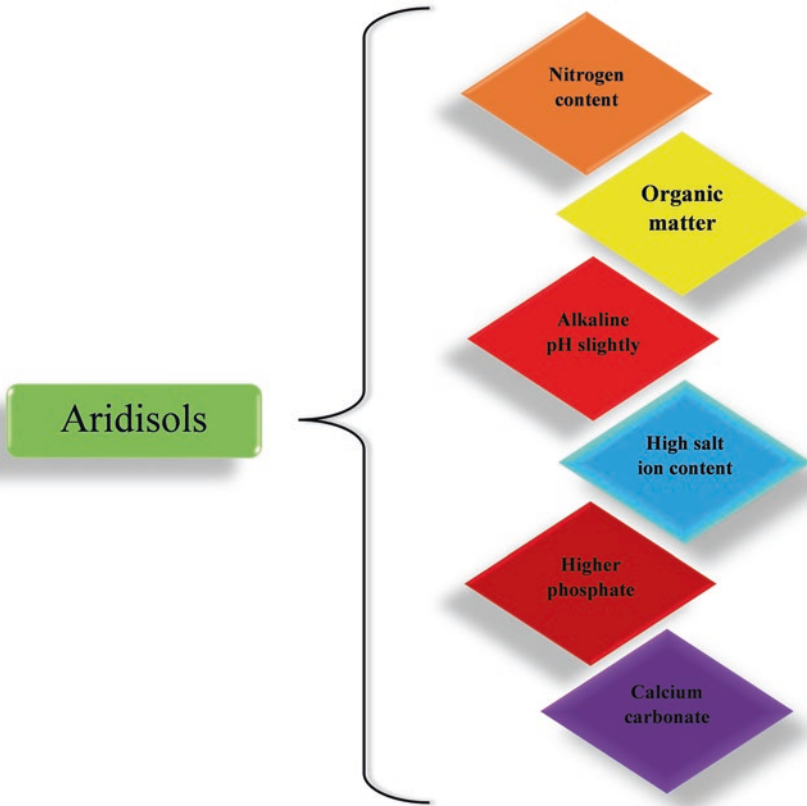 Aridisols
Nitrogen
content
Organic
matter
Alkaline
pH slightly
High salt
ion content
Higher
phosphate
Calcium
carbonate